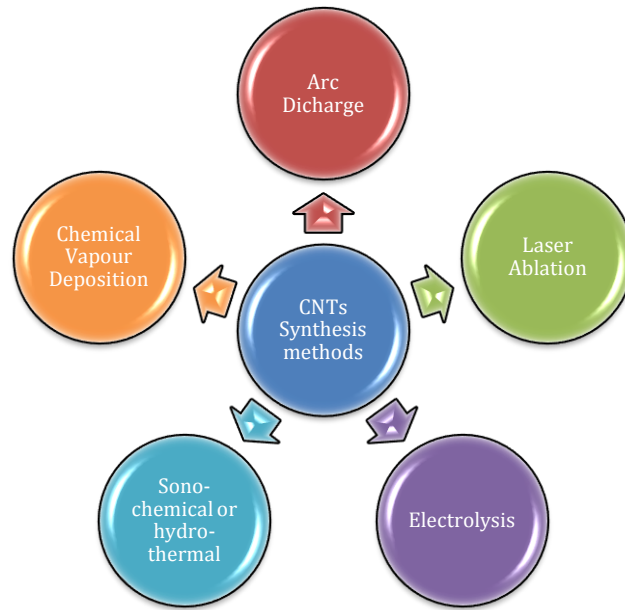 Arc
Dicharge
Chemical
Vapour
Deposition
Laser
Ablation
CNTs
Synthesis
methods
Sono-
chemical or
hydro-
thermal
Electrolysis